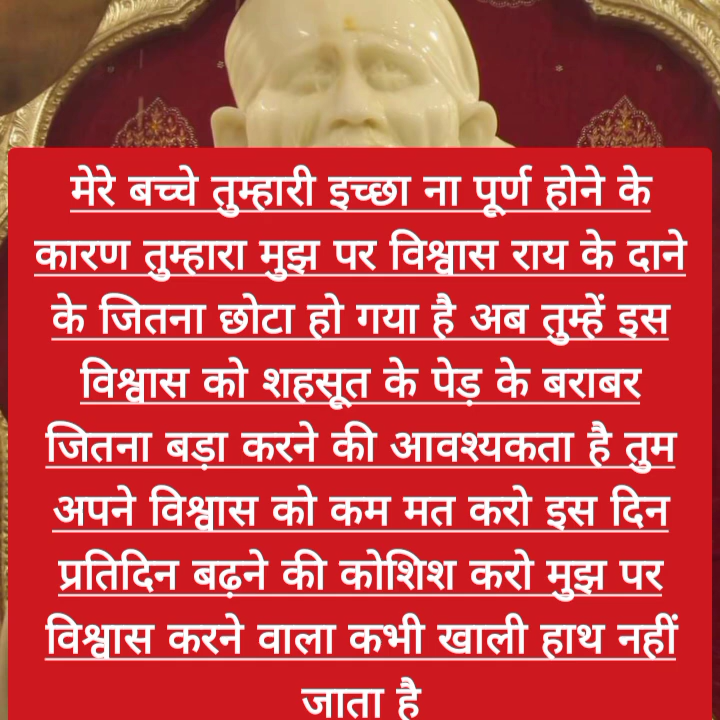 मेरे बच्चे तुम्हारी इच्छा ना पूर्ण होने के
कारण तुम्हारा मुझ पर विश्वास राय के दाने
के जितना छोटा हो गया है अब तुम्हें इस
विश्वास को शहसूत के पेड़ के बराबर
जितना बड़ा करने की आवश्यकता है तुम
अपने विश्वास को कम मत करो इस दिन
प्रतिदिन बढ़ने की कोशिश करो मुझ पर
विश्वास करने वाला कभी खाली हाथ नहीं
जाता है